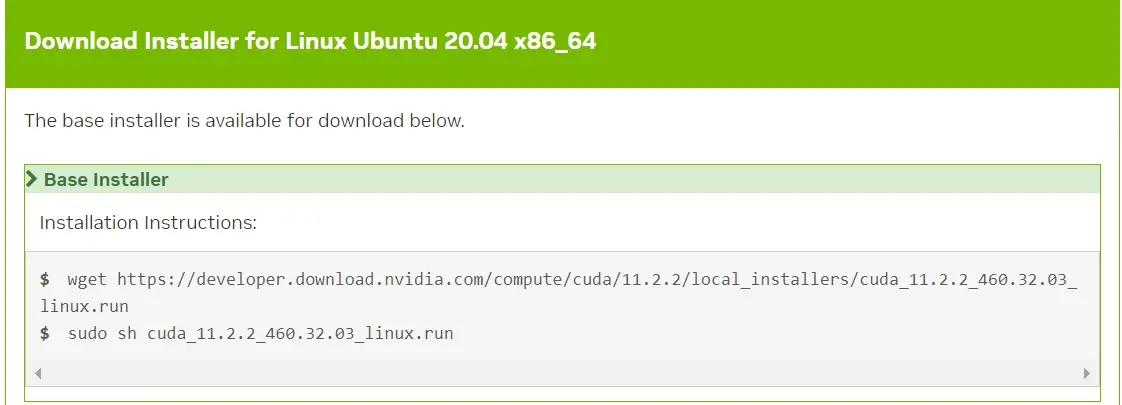 Download Installer for Linux Ubuntu 20.04 x86_64
The base installer is available for download below.
Base Installer
Installation Instructions:
$ wget https://developer.download.nvidia.com/compute/cuda/11.2.2/local_installers/cuda_11.2.2_460.32.03_
linux.run
$ sudo sh cuda_11.2.2_460.32.03_linux.run